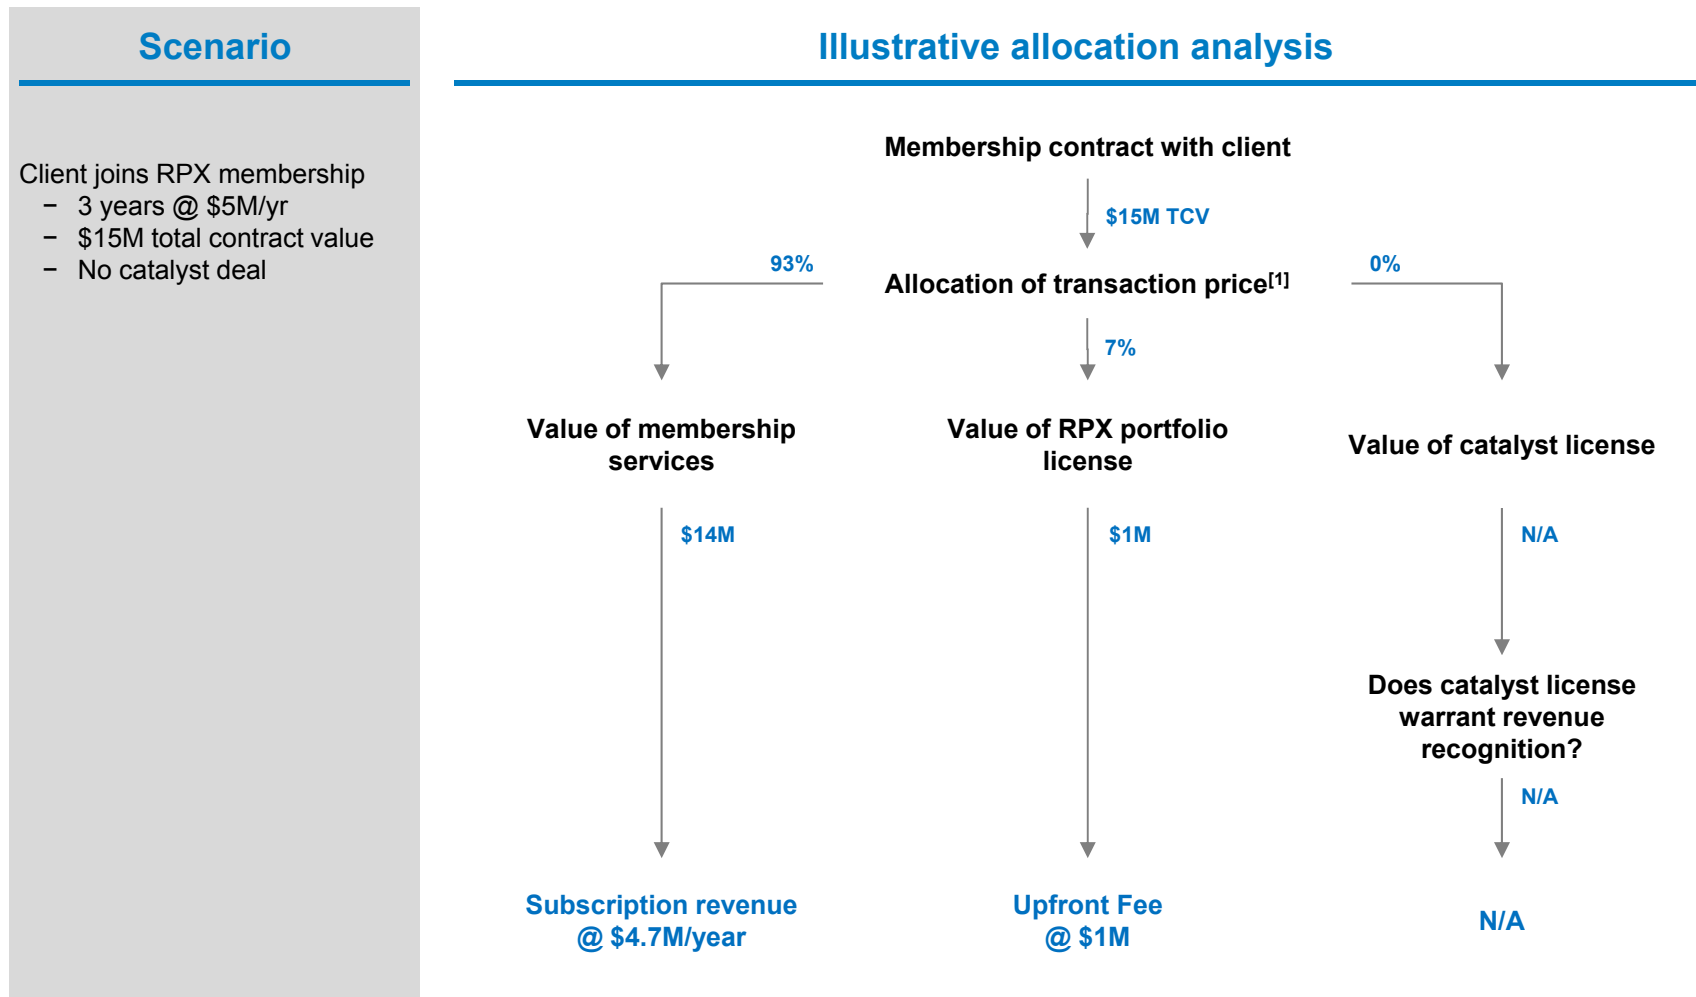 Scenario
Illustrative allocation analysis
Client joins RPX membership
− 3 years @ $5M/yr
− $15M total contract value
− No catalyst deal
Membership contract with client
$15M TCV
93%
Allocation of transaction price[1]
0%
7%
Value of membership
services
Value of RPX portfolio
license
Value of catalyst license
$14M
$1M
N/A
Does catalyst license
warrant revenue
recognition?
N/A
Subscription revenue
@ $4.7M/year
Upfront Fee
@ $1M
N/A